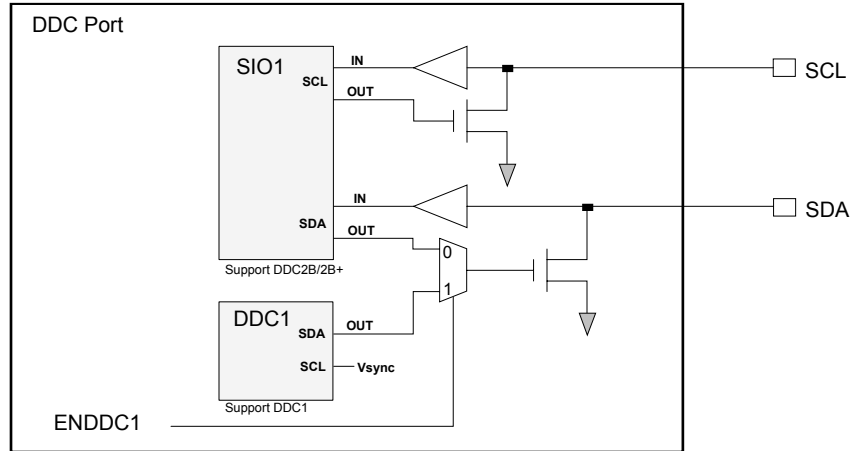 DDC Port
SIO1
IN
SCL
SCL
OUT
IN
SDA
SDA
OUT
Support DDC2B/2B+
0
1
DDC1
SDA
OUT
SCL
Vsync
Support DDC1
ENDDC1